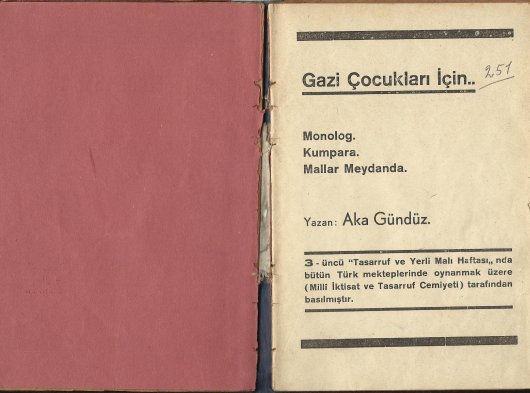 Gazi Çocukları İçin..
251
Monolog.
Kumpara.
Mallar Meydanda.
Yazan: Aka Gündüz.
3 - üncü "Tasarruf ve Yerli Malı Haftası,, nda
bütün Türk mekteplerinde oynanmak üzere
(Milli İktisat ve Tasarruf Cemiyeti) tarafından
basılmıştır.